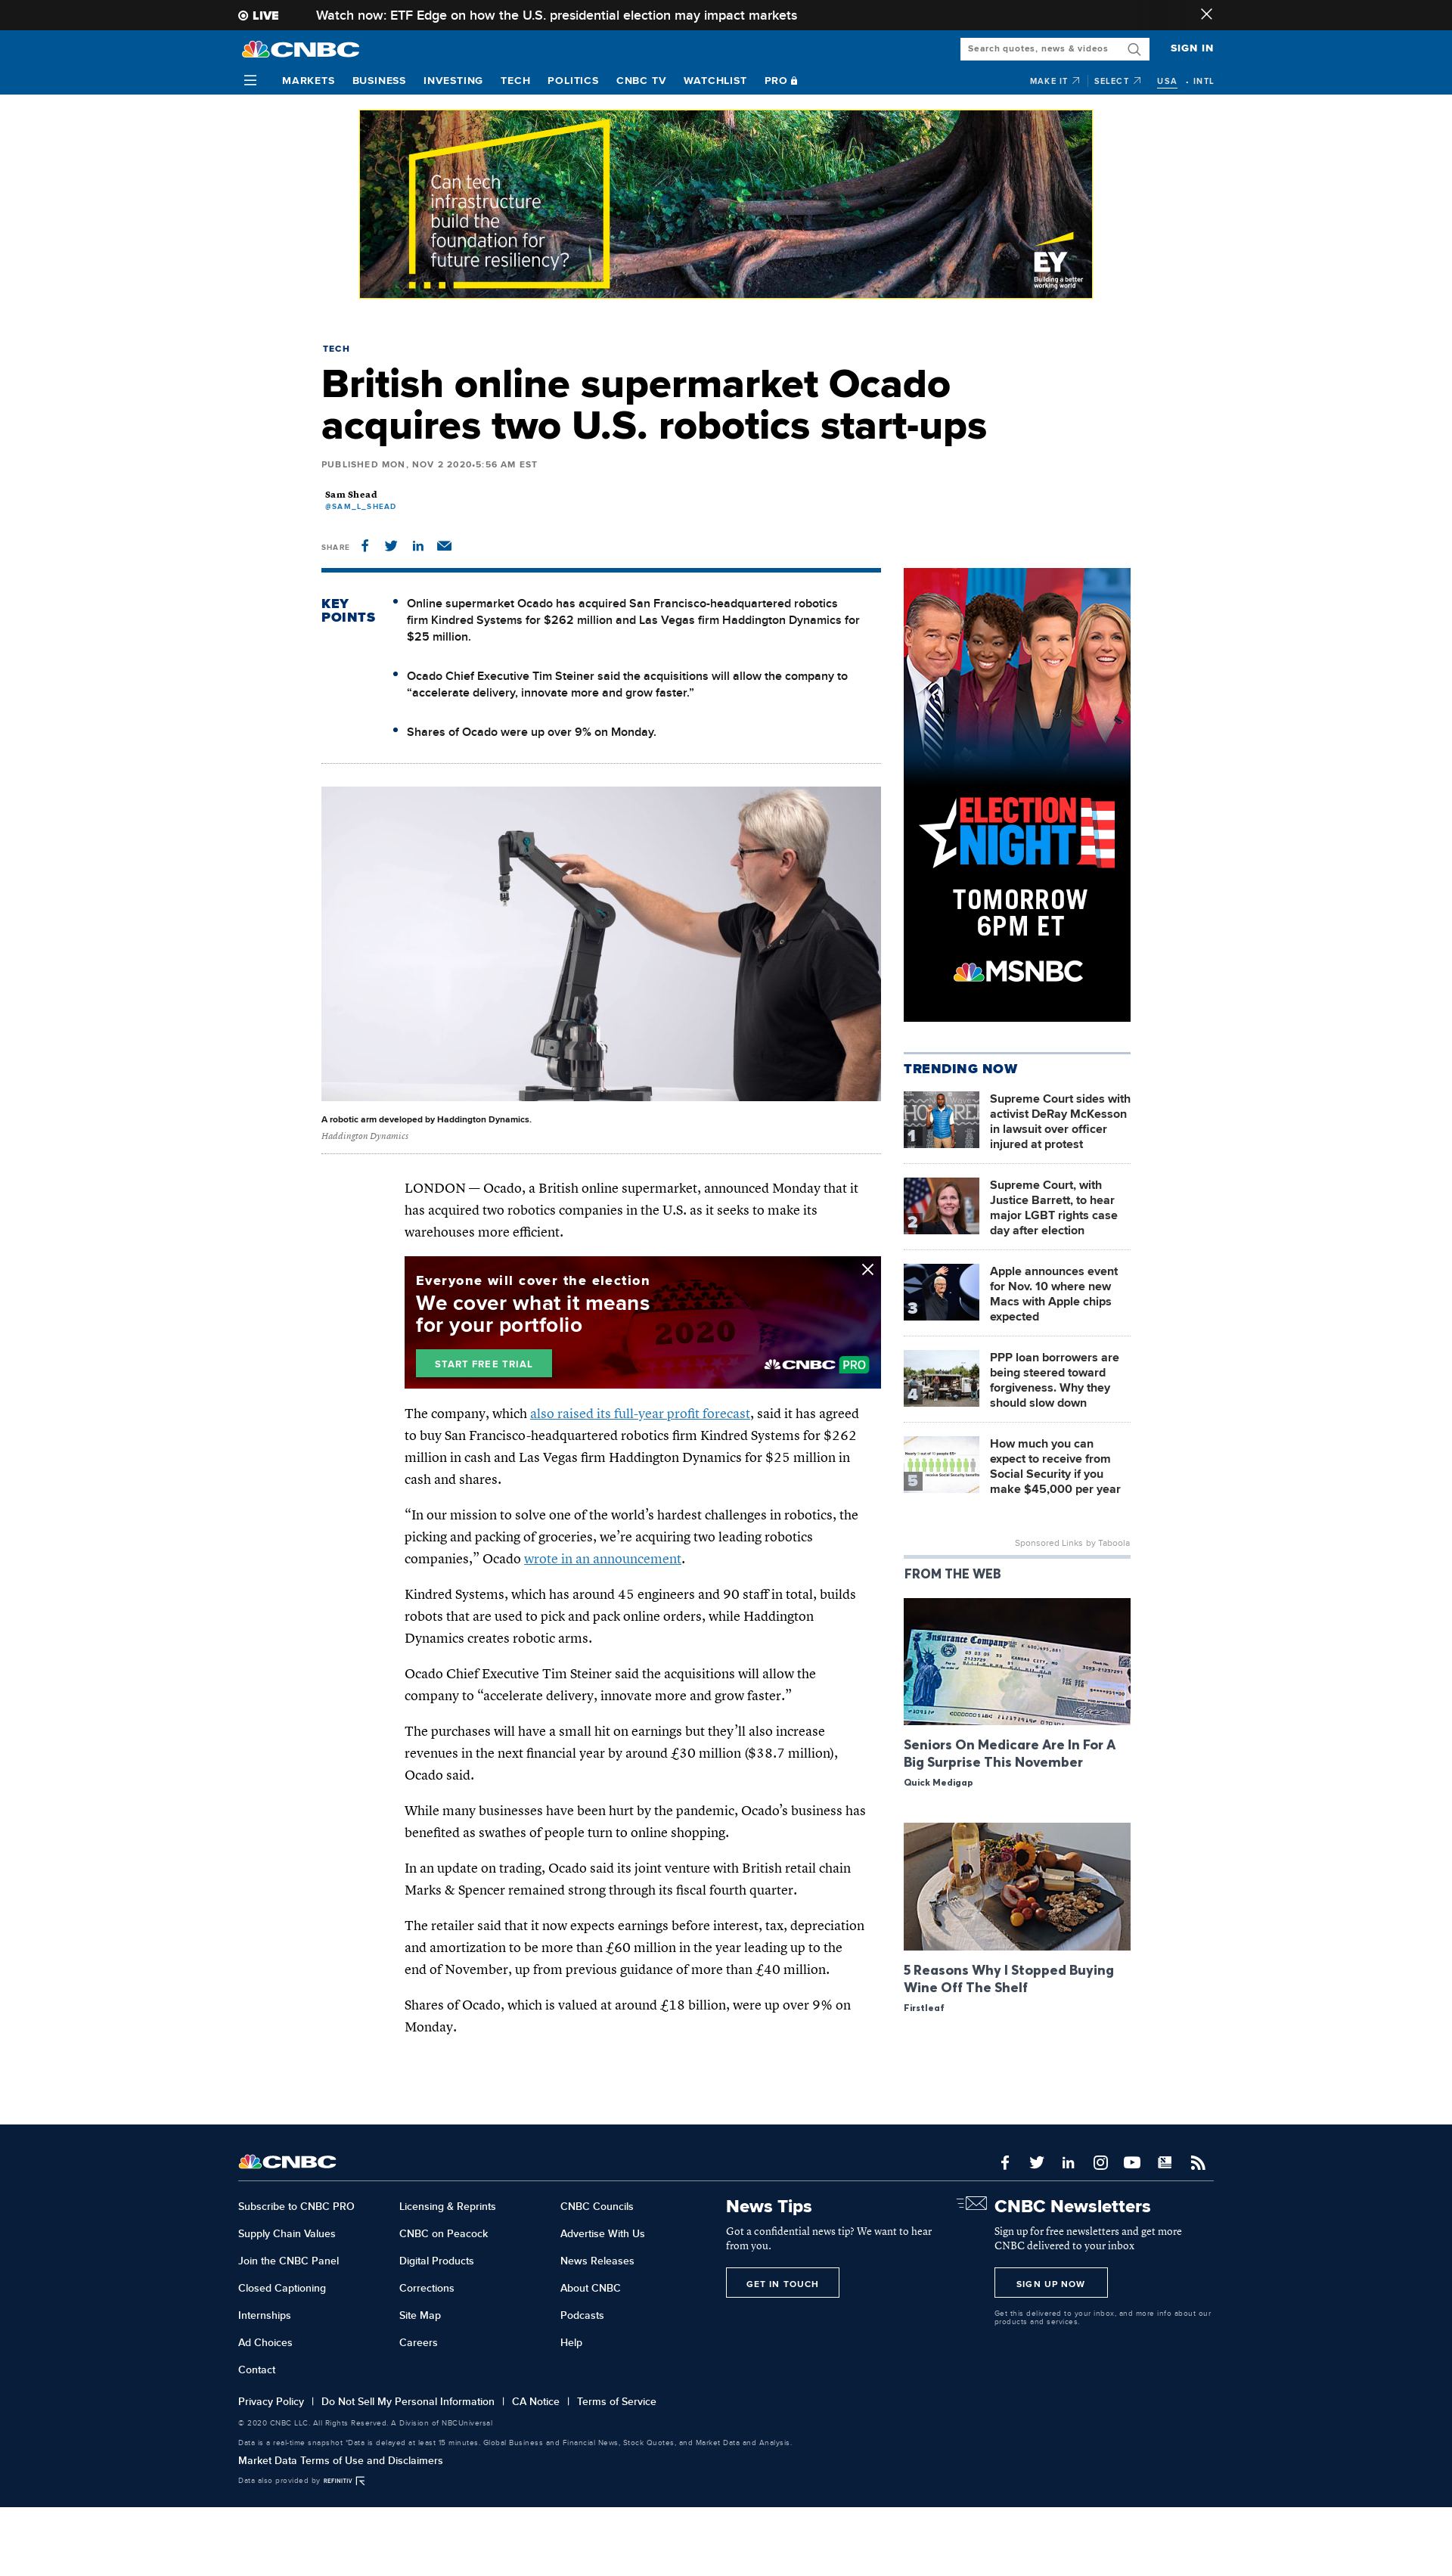 LIVE
Watch now: ETF Edge on how the U.S. presidential election may impact markets
CNBC
Search quotes, news & videos
SIGN IN
MARKETS BUSINESS INVESTING TECH POLITICS CNBC TV WATCHLIST PRO
MAKE IT SELECT USA • INTL
Can tech
infrastructure
build the
foundation for
future resiliency?
EY
Building a better
working world
TECH
British online supermarket Ocado
acquires two U.S. robotics start-ups
PUBLISHED MON, NOV 2 2020•5:56 AM EST
Sam Shead
@SAM_L_SHEAD
SHARE
KEY
POINTS
Online supermarket Ocado has acquired San Francisco-headquartered robotics
firm Kindred Systems for $262 million and Las Vegas firm Haddington Dynamics for
$25 million.
Ocado Chief Executive Tim Steiner said the acquisitions will allow the company to
“accelerate delivery, innovate more and grow faster.”
Shares of Ocado were up over 9% on Monday.
A robotic arm developed by Haddington Dynamics.
Haddington Dynamics
LONDON — Ocado, a British online supermarket, announced Monday that it
has acquired two robotics companies in the U.S. as it seeks to make its
warehouses more efficient.
Everyone will cover the election
We cover what it means
for your portfolio
2020
START FREE TRIAL
CNBC PRO
The company, which also raised its full-year profit forecast, said it has agreed
to buy San Francisco-headquartered robotics firm Kindred Systems for $262
million in cash and Las Vegas firm Haddington Dynamics for $25 million in
cash and shares.
“In our mission to solve one of the world’s hardest challenges in robotics, the
picking and packing of groceries, we’re acquiring two leading robotics
companies,” Ocado wrote in an announcement.
Kindred Systems, which has around 45 engineers and 90 staff in total, builds
robots that are used to pick and pack online orders, while Haddington
Dynamics creates robotic arms.
Ocado Chief Executive Tim Steiner said the acquisitions will allow the
company to “accelerate delivery, innovate more and grow faster.”
The purchases will have a small hit on earnings but they’ll also increase
revenues in the next financial year by around £30 million ($38.7 million),
Ocado said.
While many businesses have been hurt by the pandemic, Ocado’s business has
benefited as swathes of people turn to online shopping.
In an update on trading, Ocado said its joint venture with British retail chain
Marks & Spencer remained strong through its fiscal fourth quarter.
The retailer said that it now expects earnings before interest, tax, depreciation
and amortization to be more than £60 million in the year leading up to the
end of November, up from previous guidance of more than £40 million.
Shares of Ocado, which is valued at around £18 billion, were up over 9% on
Monday.
ELECTION
NIGHT
TOMORROW
6PM ET
MSNBC
TRENDING NOW
1
Supreme Court sides with
activist DeRay McKesson
in lawsuit over officer
injured at protest
2
Supreme Court, with
Justice Barrett, to hear
major LGBT rights case
day after election
3
Apple announces event
for Nov. 10 where new
Macs with Apple chips
expected
4
PPP loan borrowers are
being steered toward
forgiveness. Why they
should slow down
5
How much you can
expect to receive from
Social Security if you
make $45,000 per year
Sponsored Links by Taboola
FROM THE WEB
Insurance Company
KANSAS CITY, MO
Seniors On Medicare Are In For A
Big Surprise This November
Quick Medigap
5 Reasons Why I Stopped Buying
Wine Off The Shelf
Firstleaf
CNBC
Subscribe to CNBC PRO
Supply Chain Values
Join the CNBC Panel
Closed Captioning
Internships
Ad Choices
Contact
Licensing & Reprints
CNBC on Peacock
Digital Products
Corrections
Site Map
Careers
CNBC Councils
Advertise With Us
News Releases
About CNBC
Podcasts
Help
News Tips
Got a confidential news tip? We want to hear
from you.
GET IN TOUCH
CNBC Newsletters
Sign up for free newsletters and get more
CNBC delivered to your inbox
SIGN UP NOW
Get this delivered to your inbox, and more info about our
products and services.
Privacy Policy | Do Not Sell My Personal Information | CA Notice | Terms of Service
© 2020 CNBC LLC. All Rights Reserved. A Division of NBCUniversal
Data is a real-time snapshot *Data is delayed at least 15 minutes. Global Business and Financial News, Stock Quotes, and Market Data and Analysis.
Market Data Terms of Use and Disclaimers
Data also provided by REFINITIV